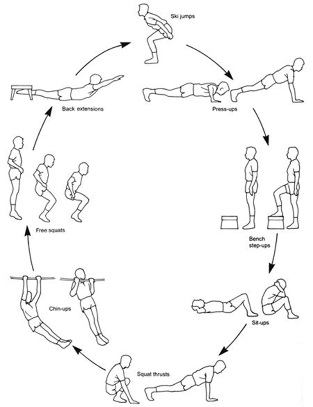 Ski jumps
Press-ups
Bench
step-ups
Sit-ups
Squat thrusts
Chin-ups
Free squats
Back extensions